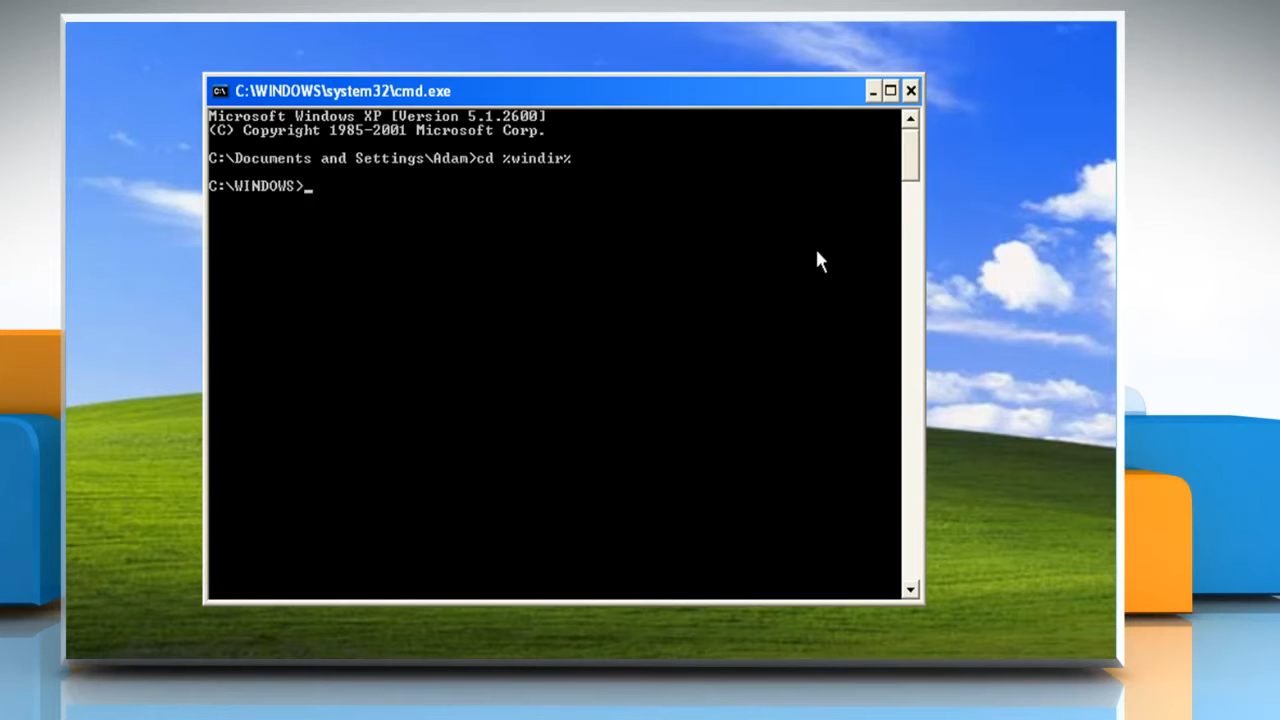 C:\WINDOWS\system32\cmd.exe
Microsoft Windows XP [Version 5.1.2600]
(C) Copyright 1985-2001 Microsoft Corp.
C:\Documents and Settings\Adam>cd %windir%
C:\WINDOWS>_